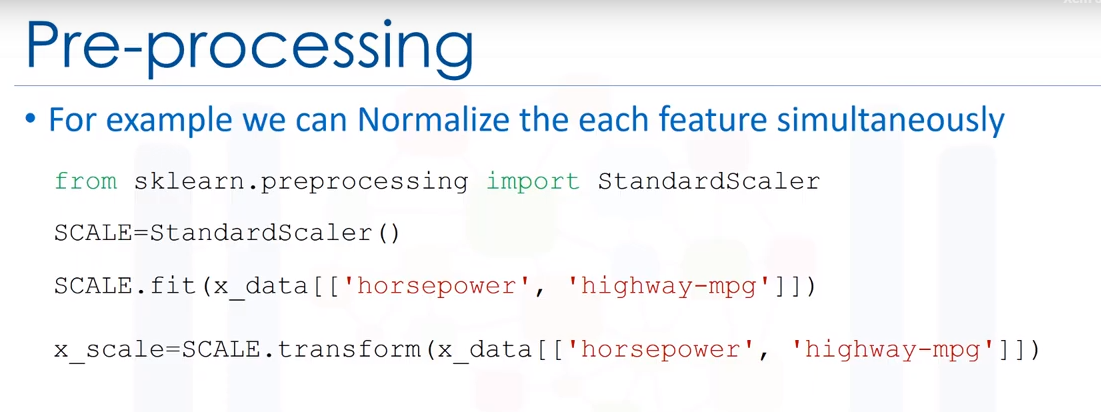 Pre-processing
• For example we can Normalize the each feature simultaneously
from sklearn.preprocessing import StandardScaler
SCALE=StandardScaler()
SCALE.fit(x_data[['horsepower', 'highway-mpg']])
x_scale=SCALE.transform(x_data[['horsepower', 'highway-mpg']])